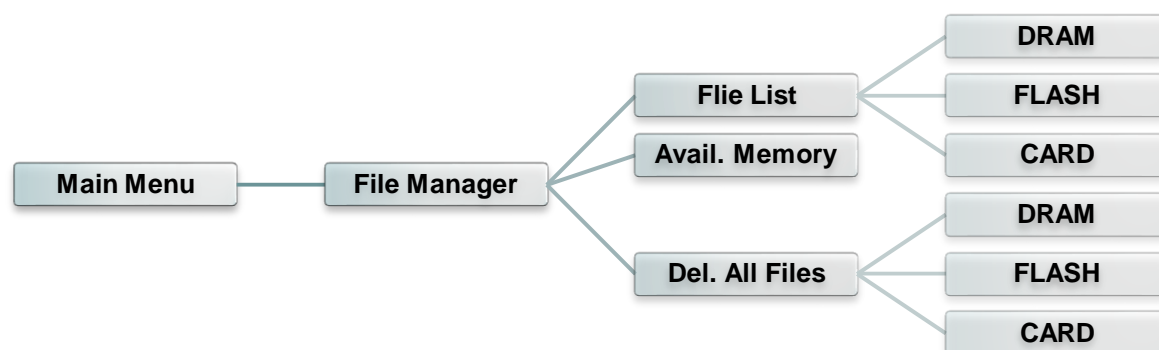 Main Menu
File Manager
Flie List
DRAM
FLASH
CARD
Avail. Memory
Del. All Files
DRAM
FLASH
CARD